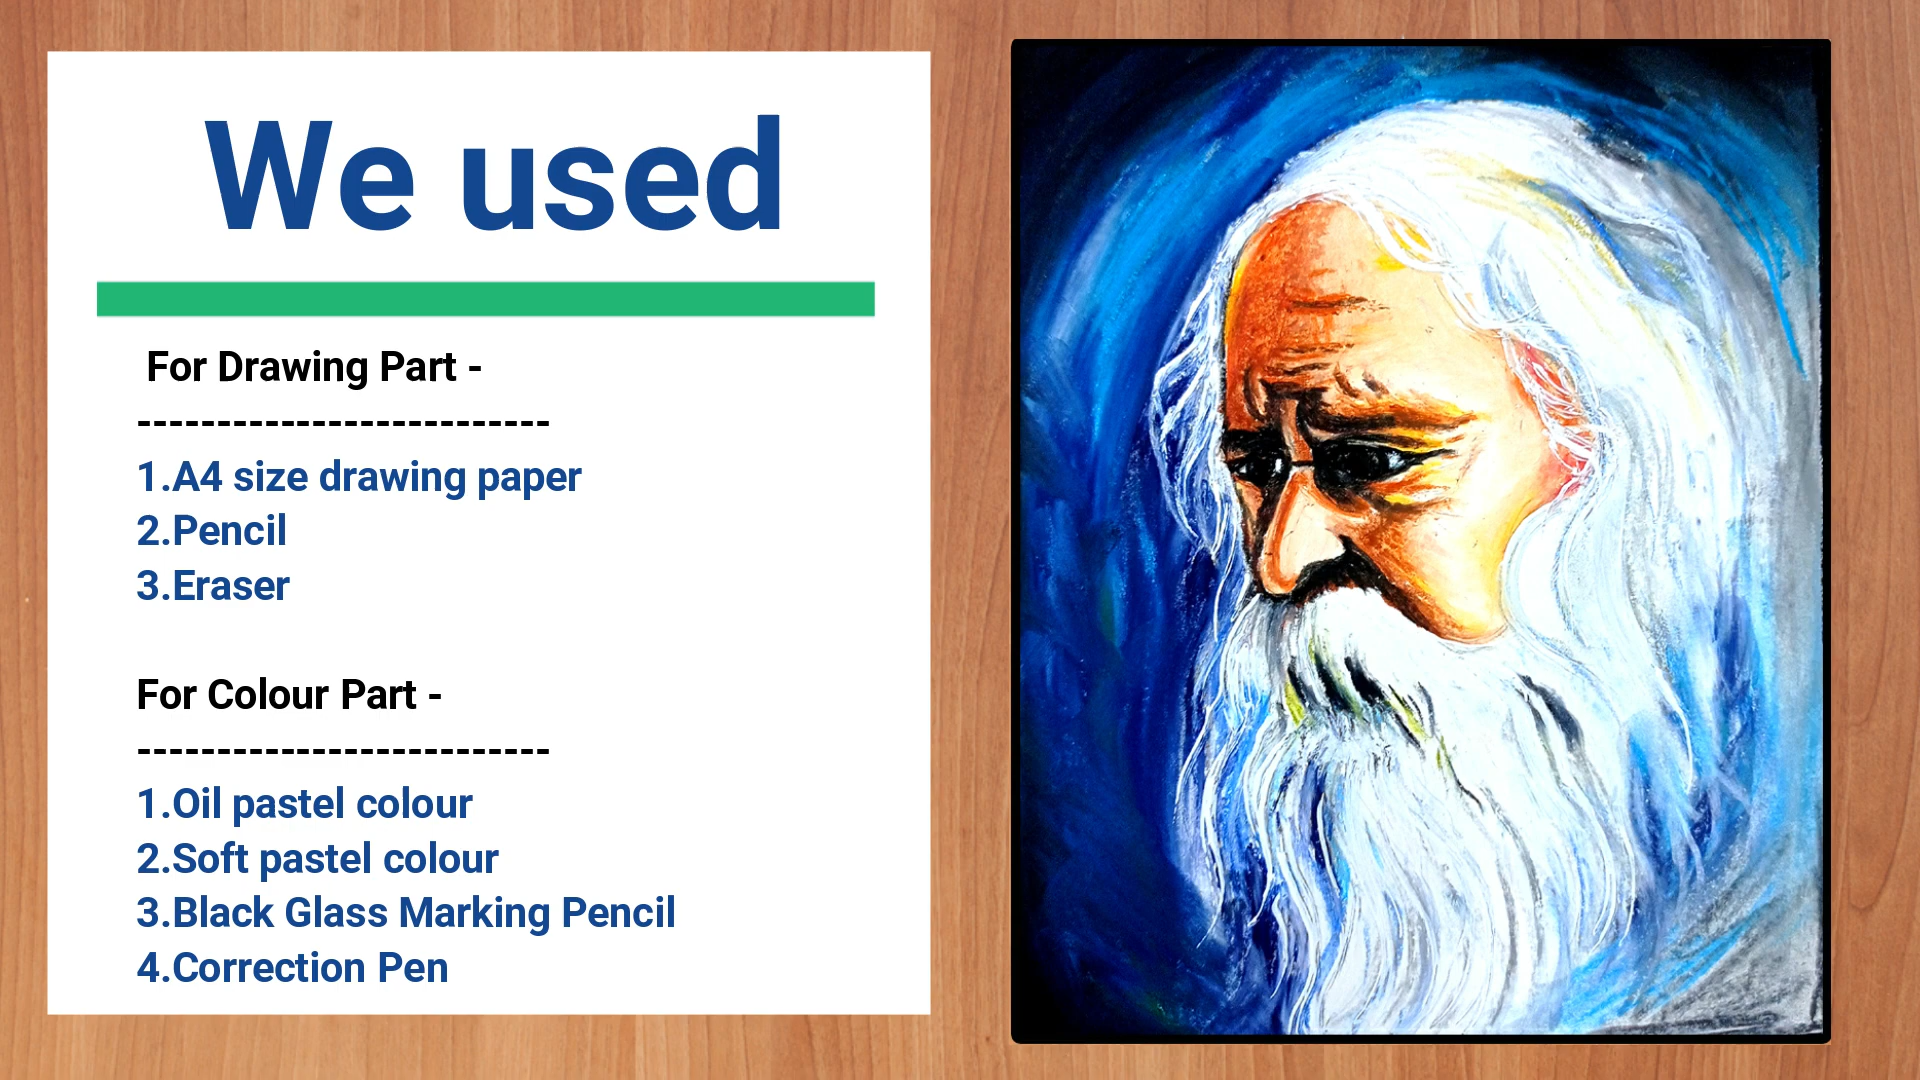 We used
For Drawing Part -
--------------------------
1.A4 size drawing paper
2.Pencil
3.Eraser
For Colour Part -
--------------------------
1.Oil pastel colour
2.Soft pastel colour
3.Black Glass Marking Pencil
4.Correction Pen